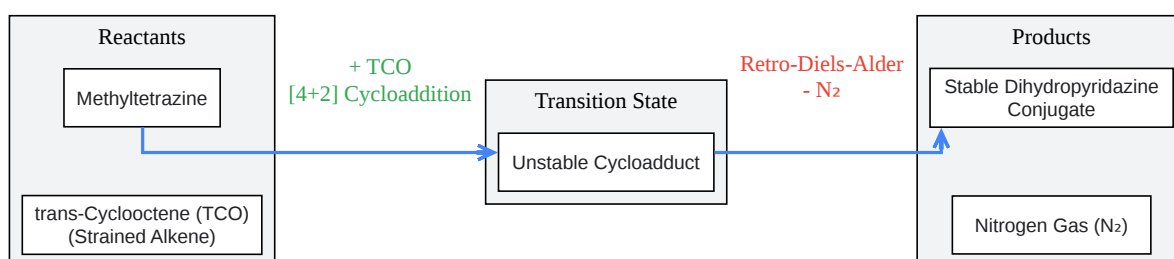 Reactants
Methyltetrazine
trans-Cyclooctene (TCO)
(Strained Alkene)
+ TCO
[4+2] Cycloaddition
Transition State
Unstable Cycloadduct
Retro-Diels-Alder
- N₂
Products
Stable Dihydropyridazine
Conjugate
Nitrogen Gas (N₂)